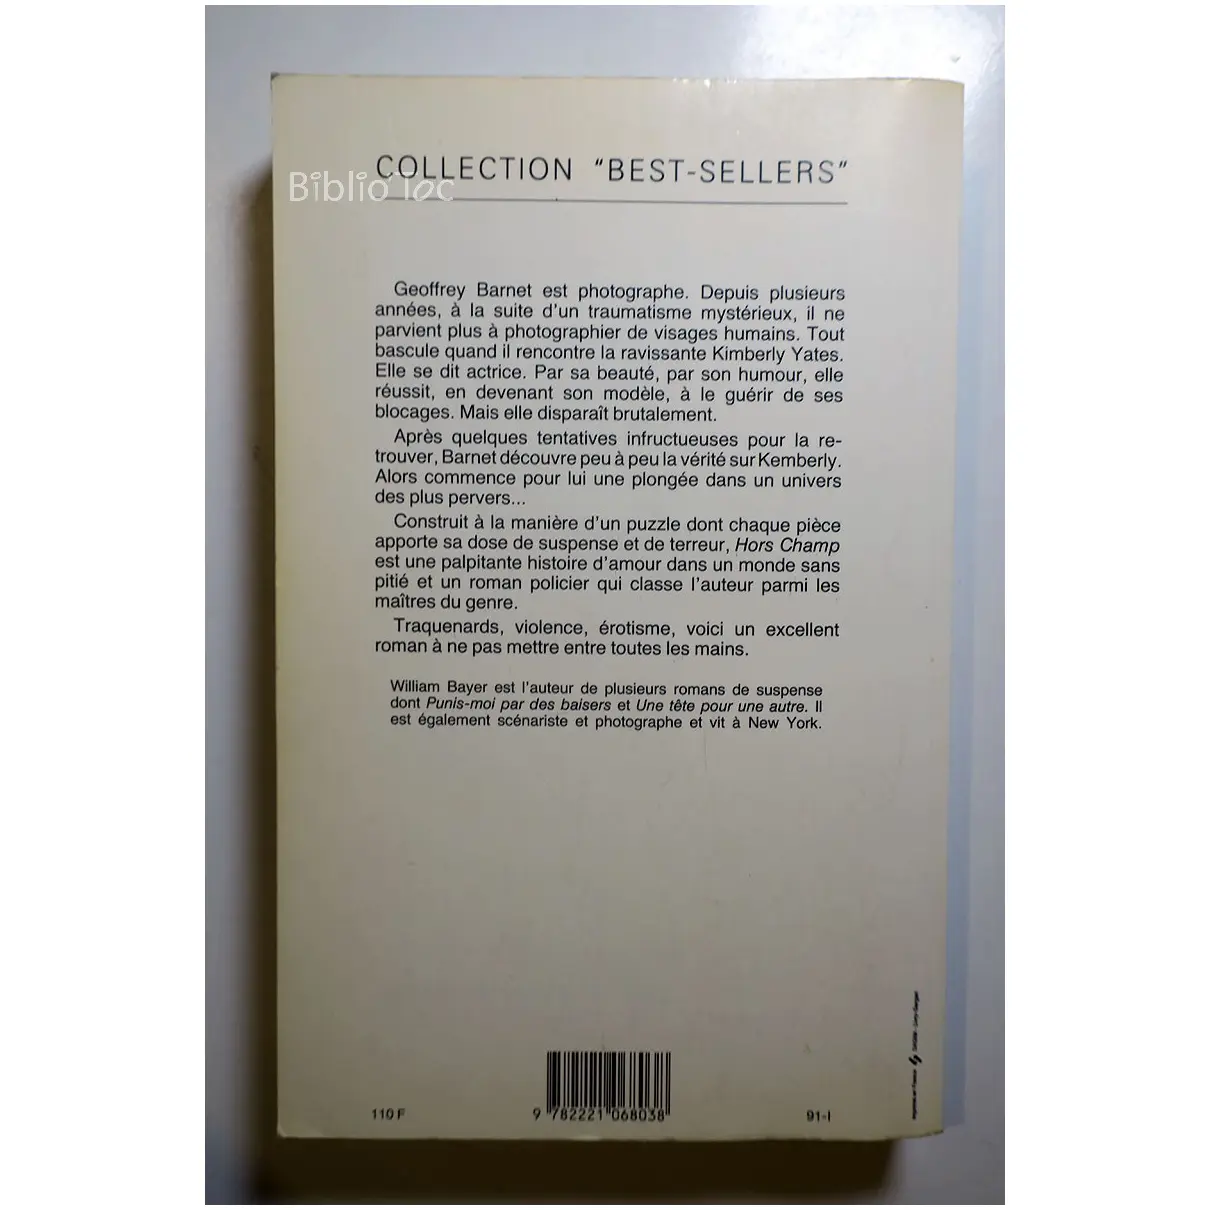 COLLECTION "BEST-SELLERS"
Biblio Tec
Geoffrey Barnet est photographe. Depuis plusieurs
années, à la suite d'un traumatisme mystérieux, il ne
parvient plus à photographier de visages humains. Tout
bascule quand il rencontre la ravissante Kimberly Yates.
Elle se dit actrice. Par sa beauté, par son humour, elle
réussit, en devenant son modèle, à le guérir de ses
blocages. Mais elle disparaît brutalement.
Après quelques tentatives infructueuses pour la re-
trouver, Barnet découvre peu à peu la vérité sur Kemberly.
Alors commence pour lui une plongée dans un univers
des plus pervers...
Construit à la manière d'un puzzle dont chaque pièce
apporte sa dose de suspense et de terreur, Hors Champ
est une palpitante histoire d'amour dans un monde sans
pitié et un roman policier qui classe l'auteur parmi les
maîtres du genre.
Traquenards, violence, érotisme, voici un excellent
roman à ne pas mettre entre toutes les mains.
William Bayer est l'auteur de plusieurs romans de suspense
dont Punis-moi par des baisers et Une tête pour une autre. Il
est également scénariste et photographe et vit à New York.
110 F
9 782221 068038
91-I